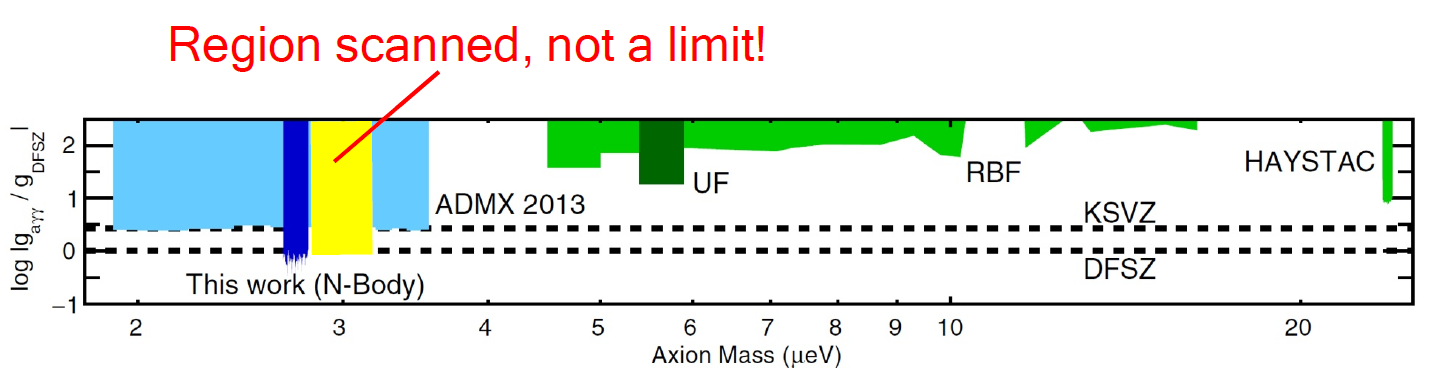 Region scanned, not a limit!
log |g_aγγ / g_DFSZ|
2
1
0
−1
ADMX 2013
UF
RBF
HAYSTAC
KSVZ
DFSZ
This work (N-Body)
2 3 4 5 6 7 8 9 10 20
Axion Mass (μeV)